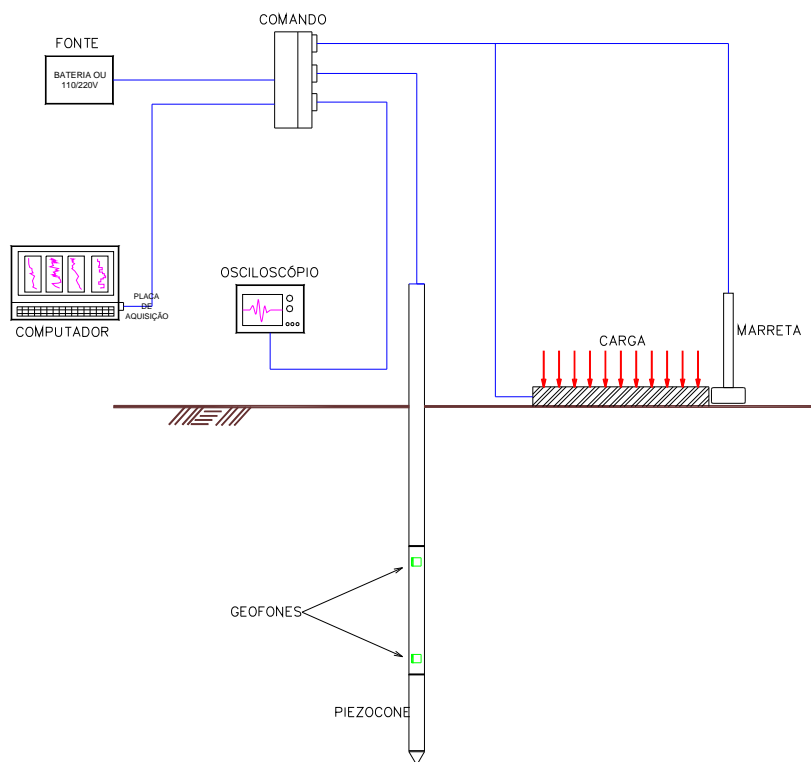 COMANDO
FONTE
BATERIA OU
110/220V
OSCILOSCÓPIO
PLACA
DE
AQUISIÇÃO
COMPUTADOR
CARGA
MARRETA
GEOFONES
PIEZOCONE